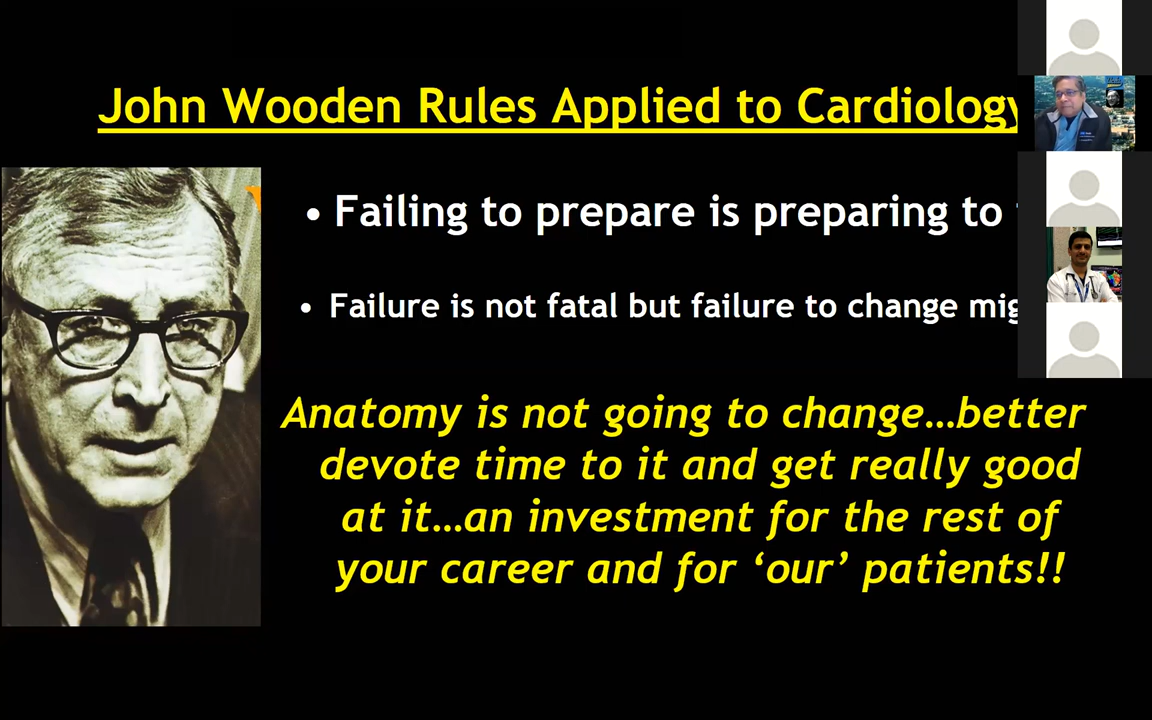 John Wooden Rules Applied to Cardiology
• Failing to prepare is preparing to
• Failure is not fatal but failure to change mig
Anatomy is not going to change...better
devote time to it and get really good
at it...an investment for the rest of
your career and for ‘our’ patients!!